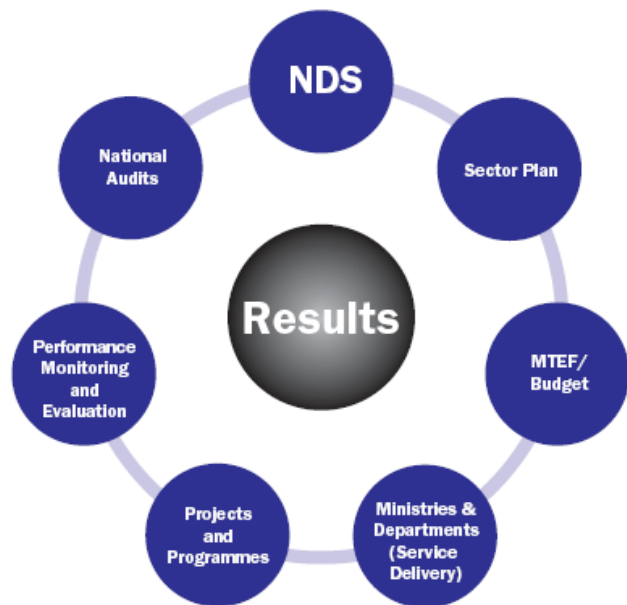 NDS
Sector Plan
MTEF/
Budget
Ministries &
Departments
(Service
Delivery)
Projects
and
Programmes
Performance
Monitoring
and
Evaluation
National
Audits
Results